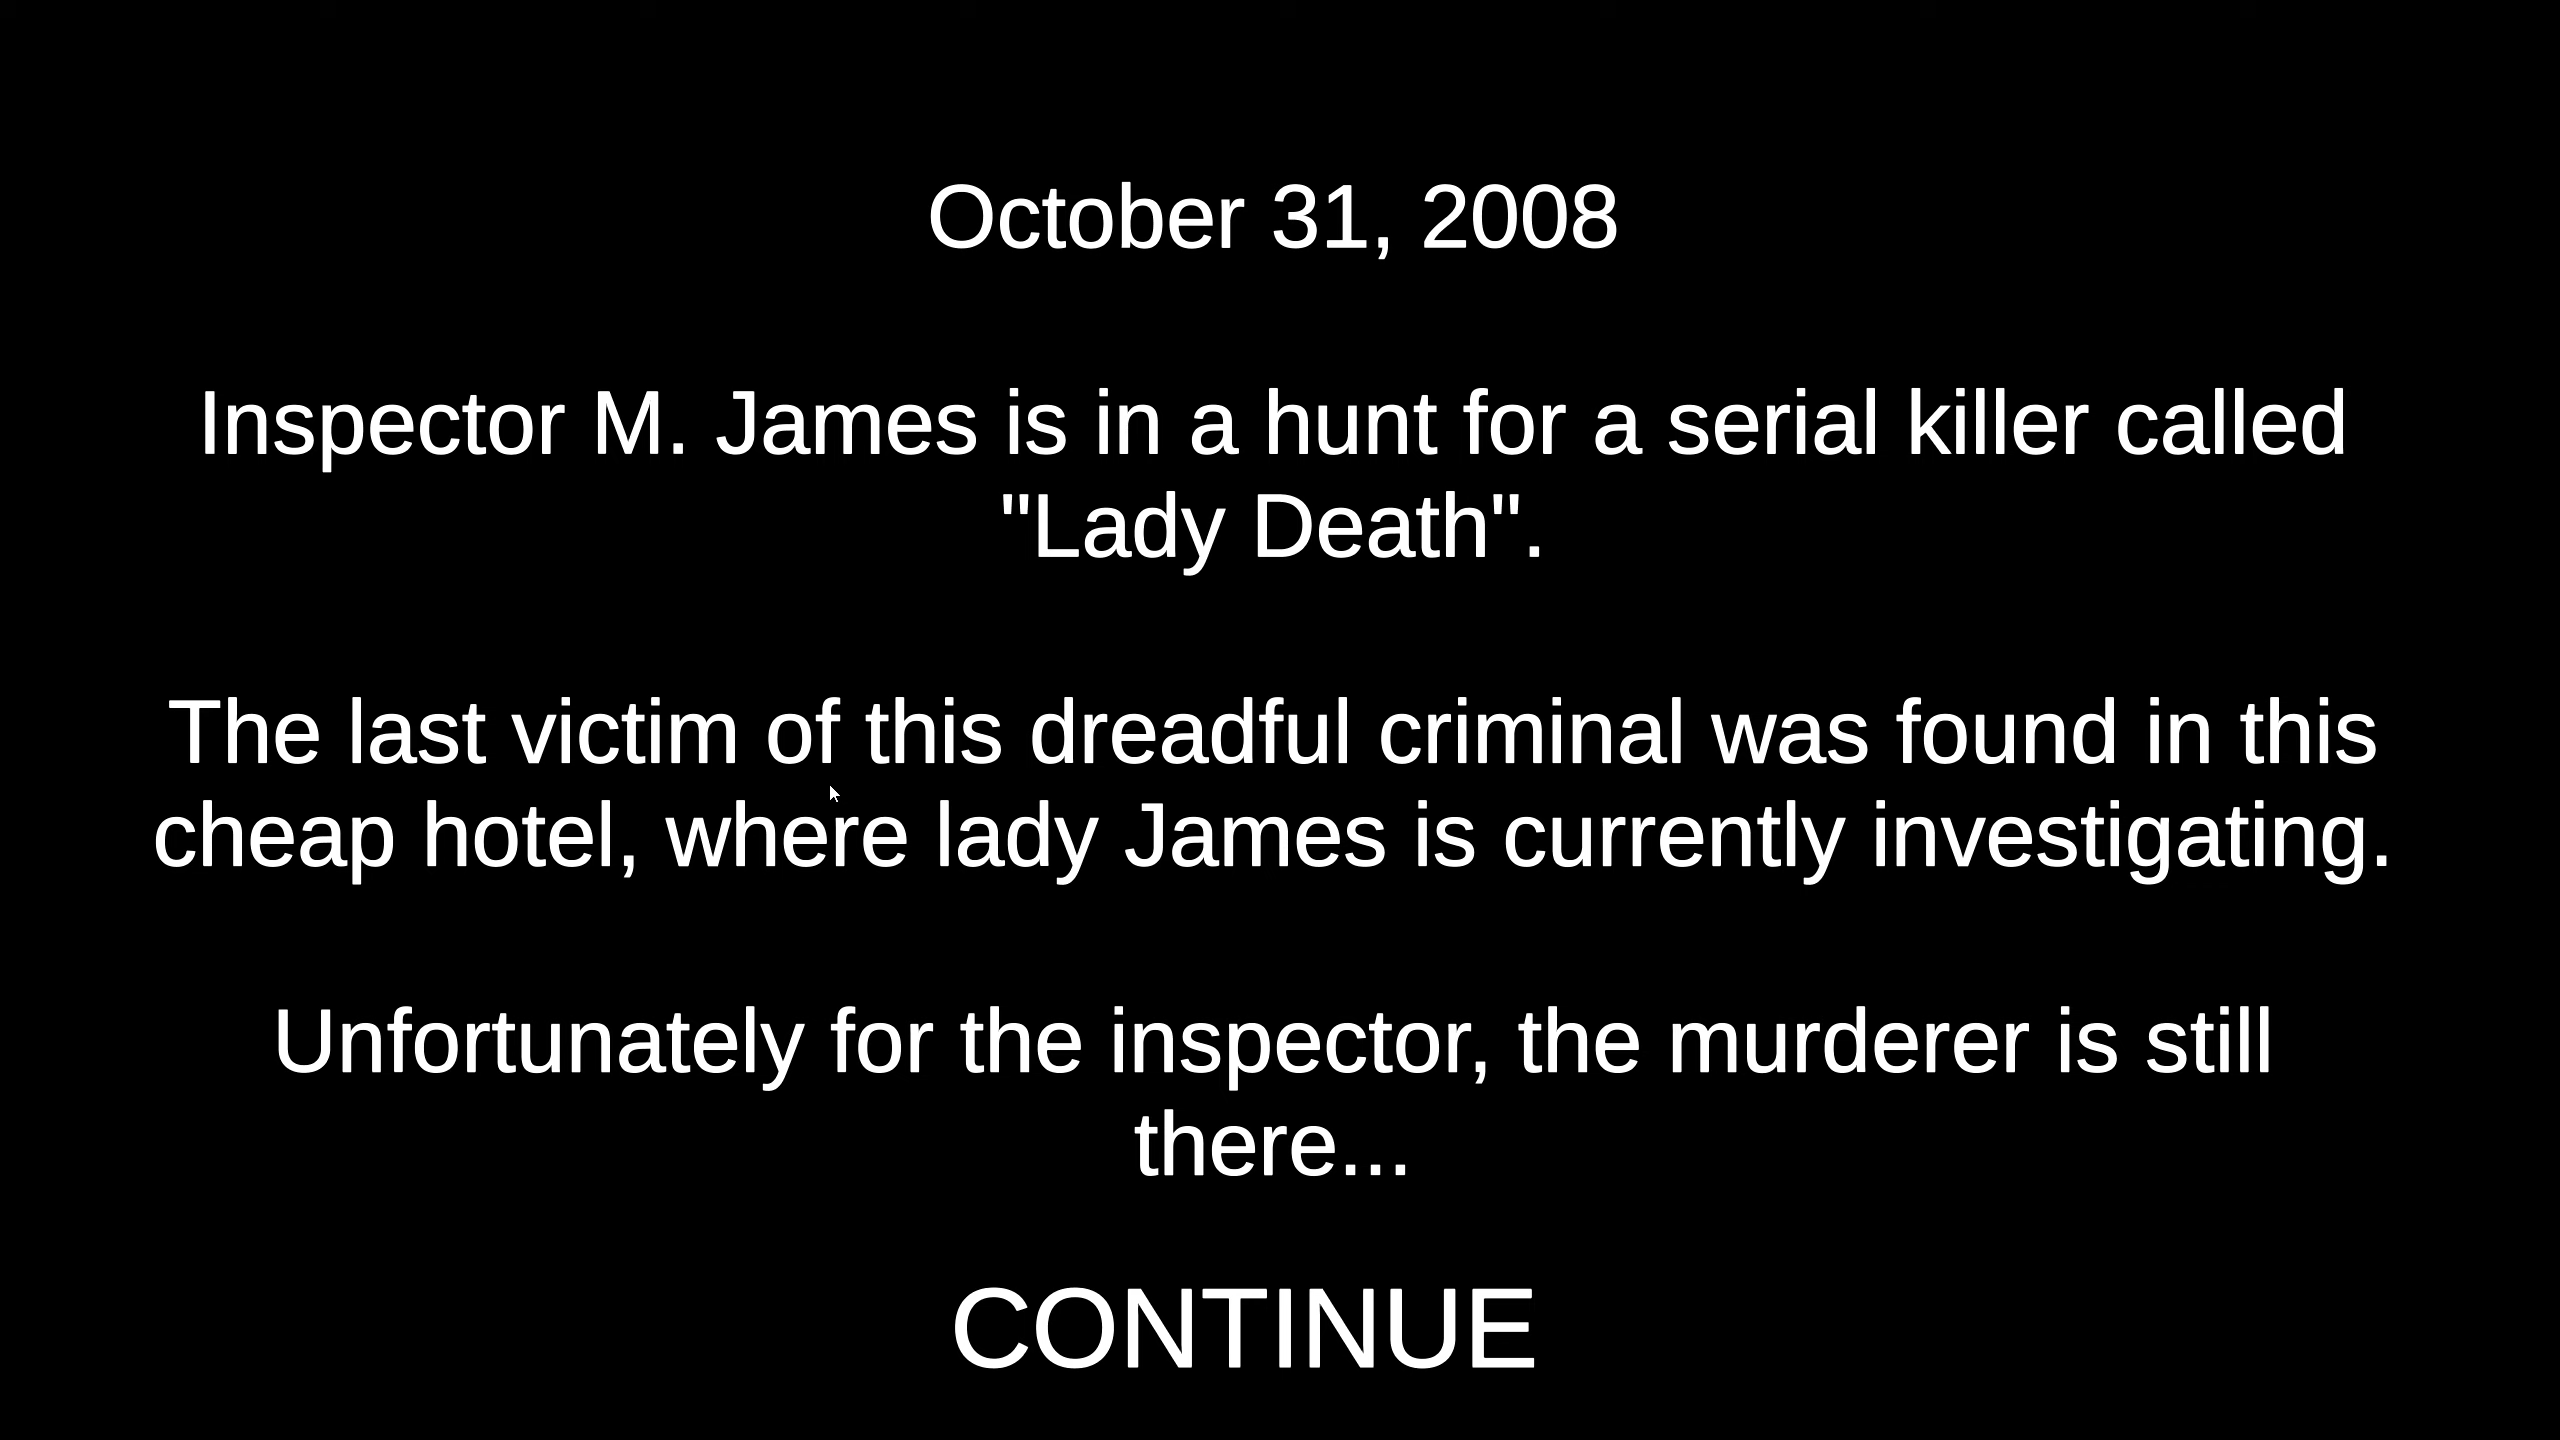 October 31, 2008
Inspector M. James is in a hunt for a serial killer called
"Lady Death".
The last victim of this dreadful criminal was found in this
cheap hotel, where lady James is currently investigating.
Unfortunately for the inspector, the murderer is still
there...
CONTINUE